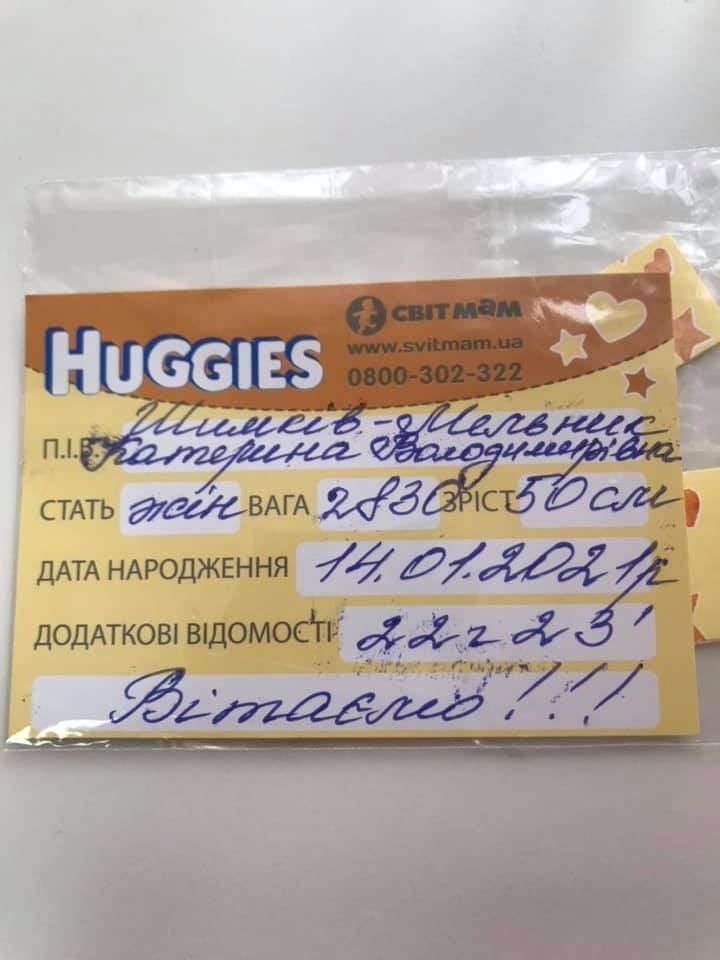 HUGGIES
СВІТ МАМ
www.svitmam.ua
0800-302-322
Шимків-Мельник
П.І.Б. Катерина Володимирівна
СТАТЬ жін ВАГА 2830 ЗРІСТ 50 см
ДАТА НАРОДЖЕННЯ 14.01.2021р
ДОДАТКОВІ ВІДОМОСТІ 22г 23'
Вітаємо!!!